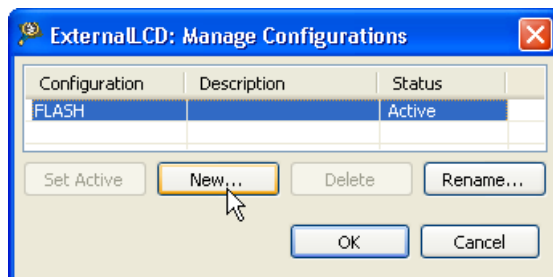 ExternalLCD: Manage Configurations
Configuration Description Status
FLASH Active
Set Active New... Delete Rename...
OK Cancel